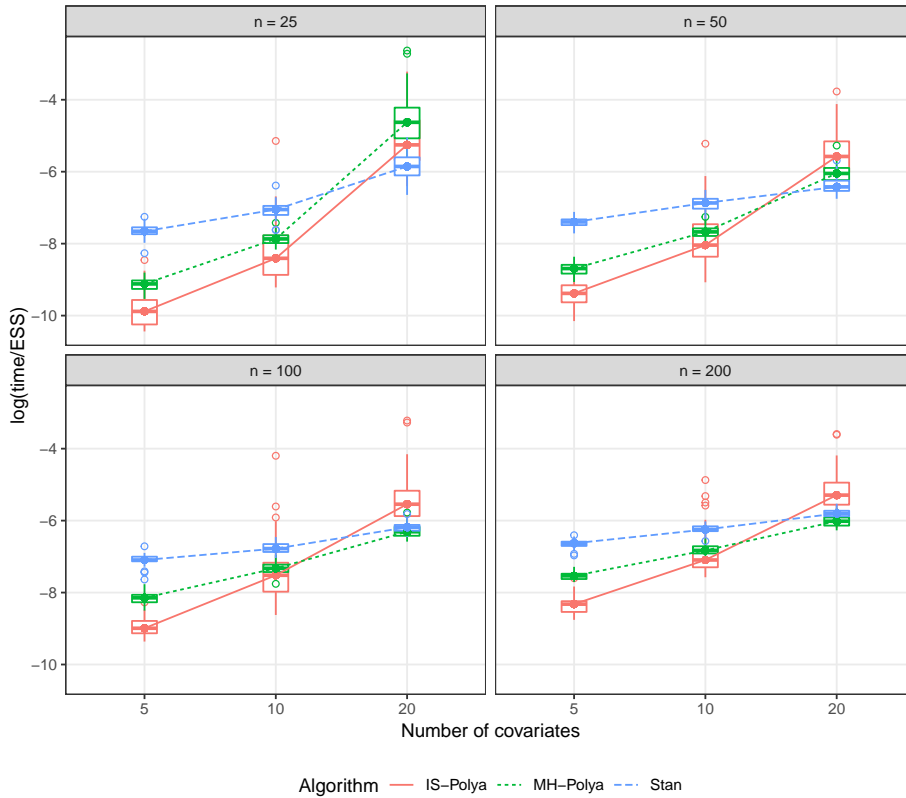 n = 25
n = 50
−4
−6
−8
−10
n = 100
n = 200
−4
−6
−8
−10
log(time/ESS)
5
10
20
5
10
20
Number of covariates
Algorithm IS−Polya MH−Polya Stan